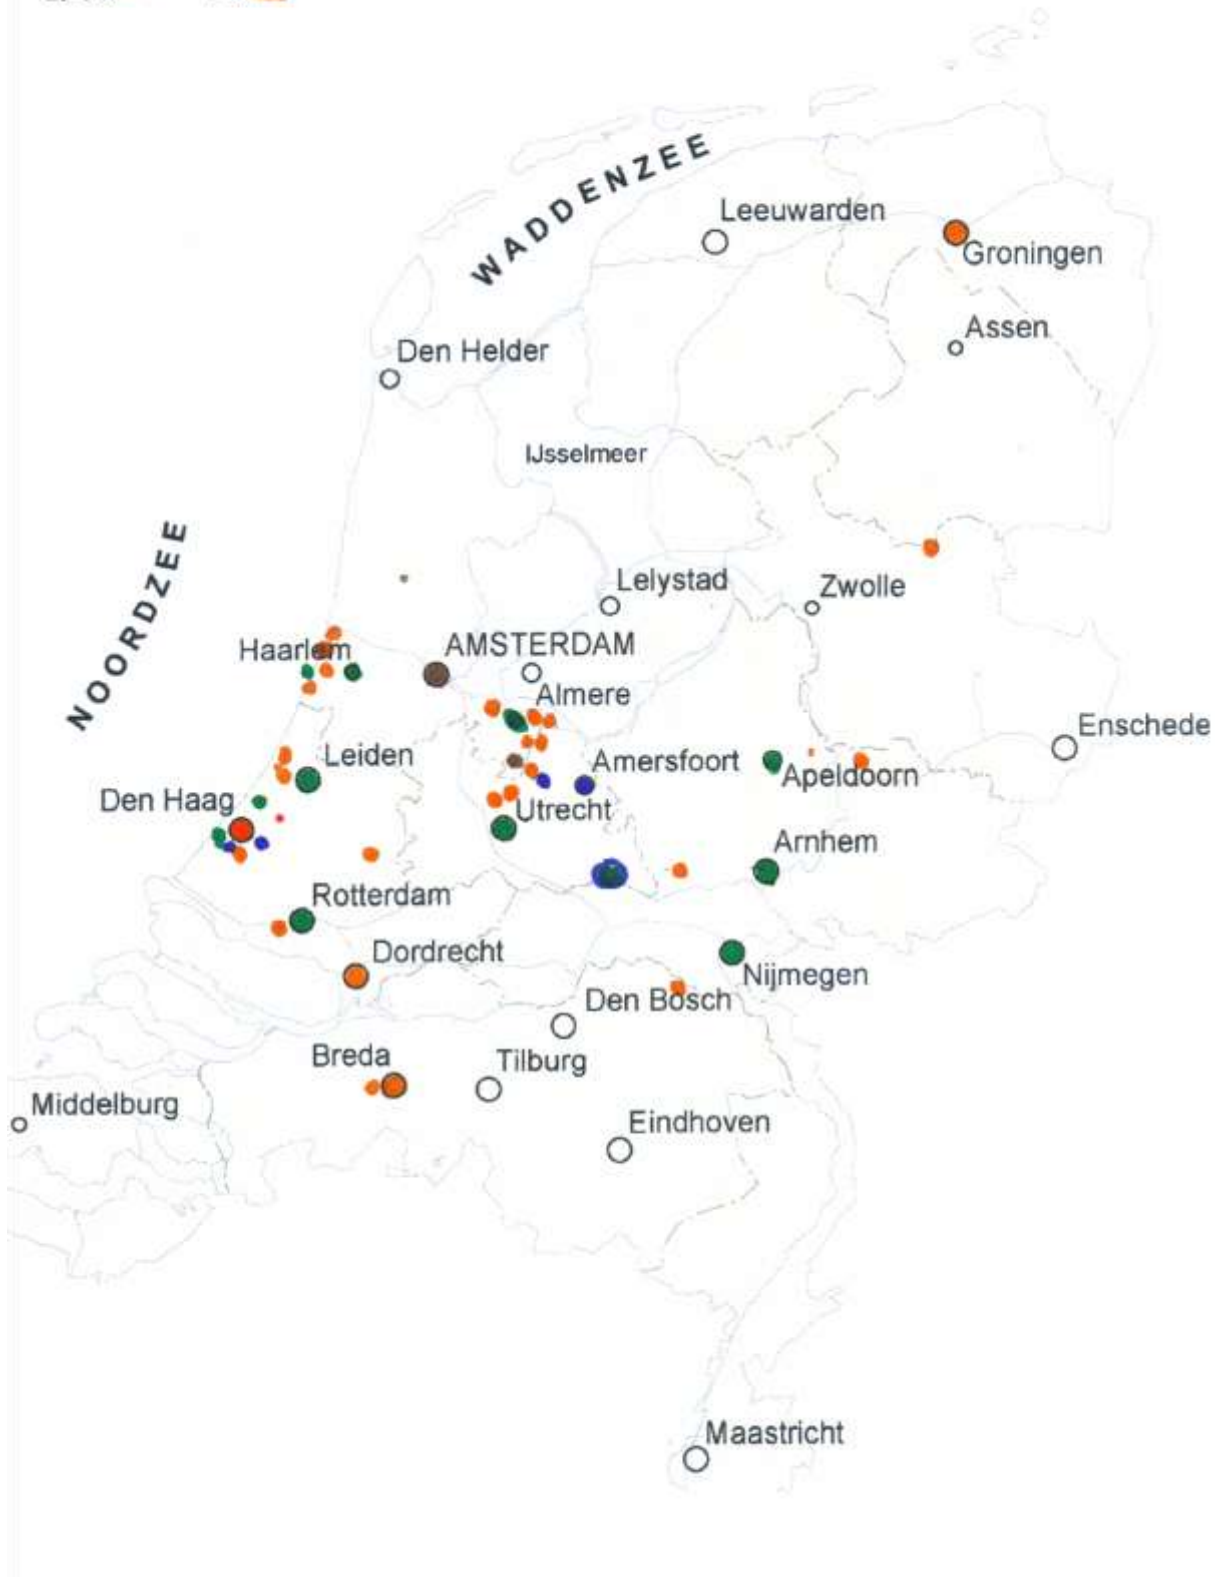 WADDENZEE
Leeuwarden
Groningen
Assen
Den Helder
IJsselmeer
NOORDZEE
Lelystad
Zwolle
Haarlem
AMSTERDAM
Almere
Enschede
Leiden
Amersfoort
Apeldoorn
Den Haag
Utrecht
Arnhem
Rotterdam
Dordrecht
Nijmegen
Den Bosch
Breda
Tilburg
Middelburg
Eindhoven
Maastricht